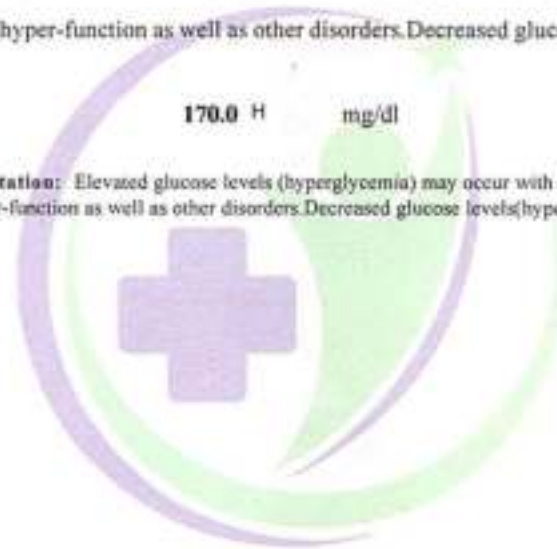 hyper-function as well as other disorders.Decreased gluc
170.0 H mg/dl
tation: Elevated glucose levels (hyperglycemia) may occur with
-function as well as other disorders.Decreased glucose levels(hype